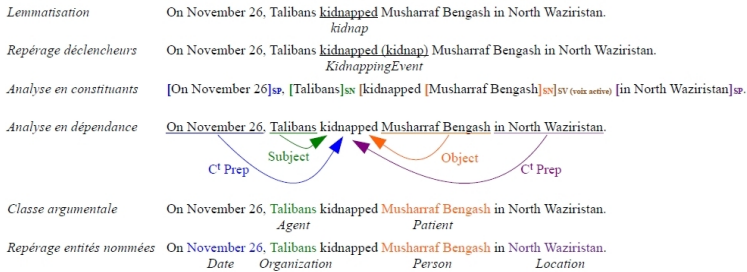 Lemmatisation On November 26, Talibans kidnapped Musharraf Bengash in North Waziristan.
kidnap
Repérage déclencheurs On November 26, Talibans kidnapped (kidnap) Musharraf Bengash in North Waziristan.
KidnappingEvent
Analyse en constituants [On November 26]SP, [Talibans]SN [kidnapped [Musharraf Bengash]SN]SV (voix active) [in North Waziristan]SP.
Analyse en dépendance On November 26, Talibans kidnapped Musharraf Bengash in North Waziristan.
Subject Object
Ct Prep Ct Prep
Classe argumentale On November 26, Talibans kidnapped Musharraf Bengash in North Waziristan.
Agent Patient
Repérage entités nommées On November 26, Talibans kidnapped Musharraf Bengash in North Waziristan.
Date Organization Person Location